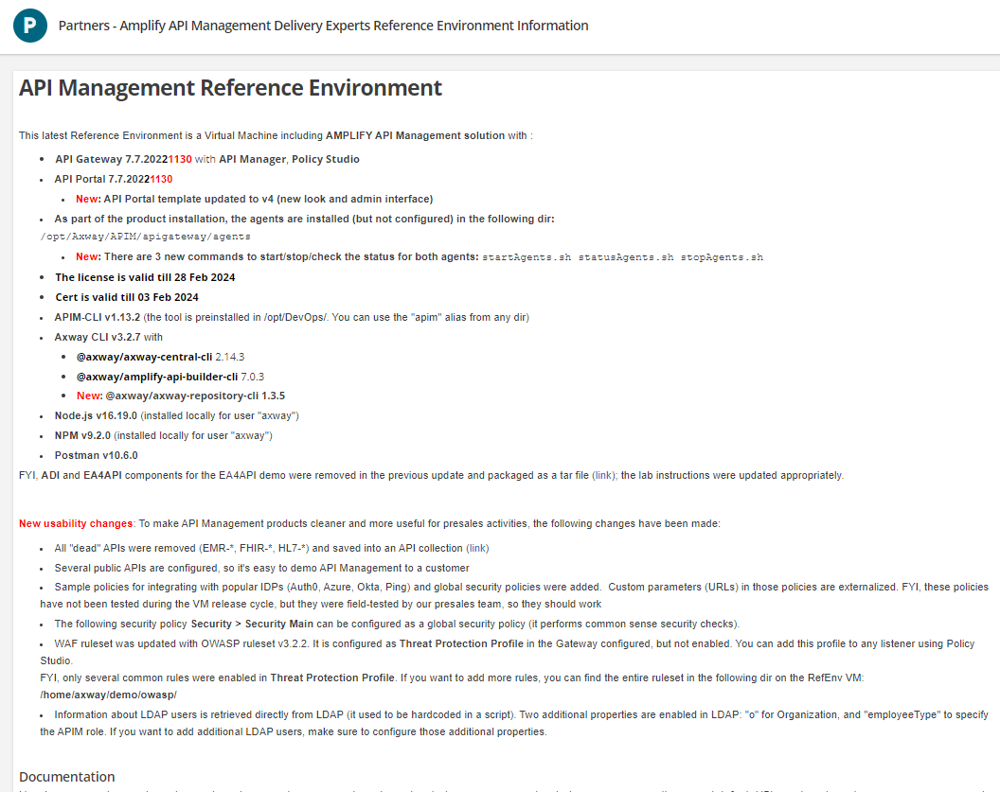 P
Partners - Amplify API Management Delivery Experts Reference Environment Information
API Management Reference Environment
This latest Reference Environment is a Virtual Machine including AMPLIFY API Management solution with :
• API Gateway 7.7.20221130 with API Manager, Policy Studio
• API Portal 7.7.20221130
• New: API Portal template updated to v4 (new look and admin interface)
• As part of the product installation, the agents are installed (but not configured) in the following dir:
/opt/Axway/APIM/apigateway/agents
• New: There are 3 new commands to start/stop/check the status for both agents: startAgents.sh statusAgents.sh stopAgents.sh
• The license is valid till 28 Feb 2024
• Cert is valid till 03 Feb 2024
• APIM-CLI v1.13.2 (the tool is preinstalled in /opt/DevOps/. You can use the "apim" alias from any dir)
• Axway CLI v3.2.7 with
• @axway/axway-central-cli 2.14.3
• @axway/amplify-api-builder-cli 7.0.3
• New: @axway/axway-repository-cli 1.3.5
• Node.js v16.19.0 (installed locally for user "axway")
• NPM v9.2.0 (installed locally for user "axway")
• Postman v10.6.0
FYI, ADI and EA4API components for the EA4API demo were removed in the previous update and packaged as a tar file (link); the lab instructions were updated appropriately.
New usability changes: To make API Management products cleaner and more useful for presales activities, the following changes have been made:
• All "dead" APIs were removed (EMR-*, FHIR-*, HL7-*) and saved into an API collection (link)
• Several public APIs are configured, so it's easy to demo API Management to a customer
• Sample policies for integrating with popular IDPs (Auth0, Azure, Okta, Ping) and global security policies were added.  Custom parameters (URLs) in those policies are externalized. FYI, these policies
have not been tested during the VM release cycle, but they were field-tested by our presales team, so they should work
• The following security policy Security > Security Main can be configured as a global security policy (it performs common sense security checks).
• WAF ruleset was updated with OWASP ruleset v3.2.2. It is configured as Threat Protection Profile in the Gateway configured, but not enabled. You can add this profile to any listener using Policy
Studio.
FYI, only several common rules were enabled in Threat Protection Profile. If you want to add more rules, you can find the entire ruleset in the following dir on the RefEnv VM:
/home/axway/demo/owasp/
• Information about LDAP users is retrieved directly from LDAP (it used to be hardcoded in a script). Two additional properties are enabled in LDAP: "o" for Organization, and "employeeType" to specify
the APIM role. If you want to add additional LDAP users, make sure to configure those additional properties.
Documentation